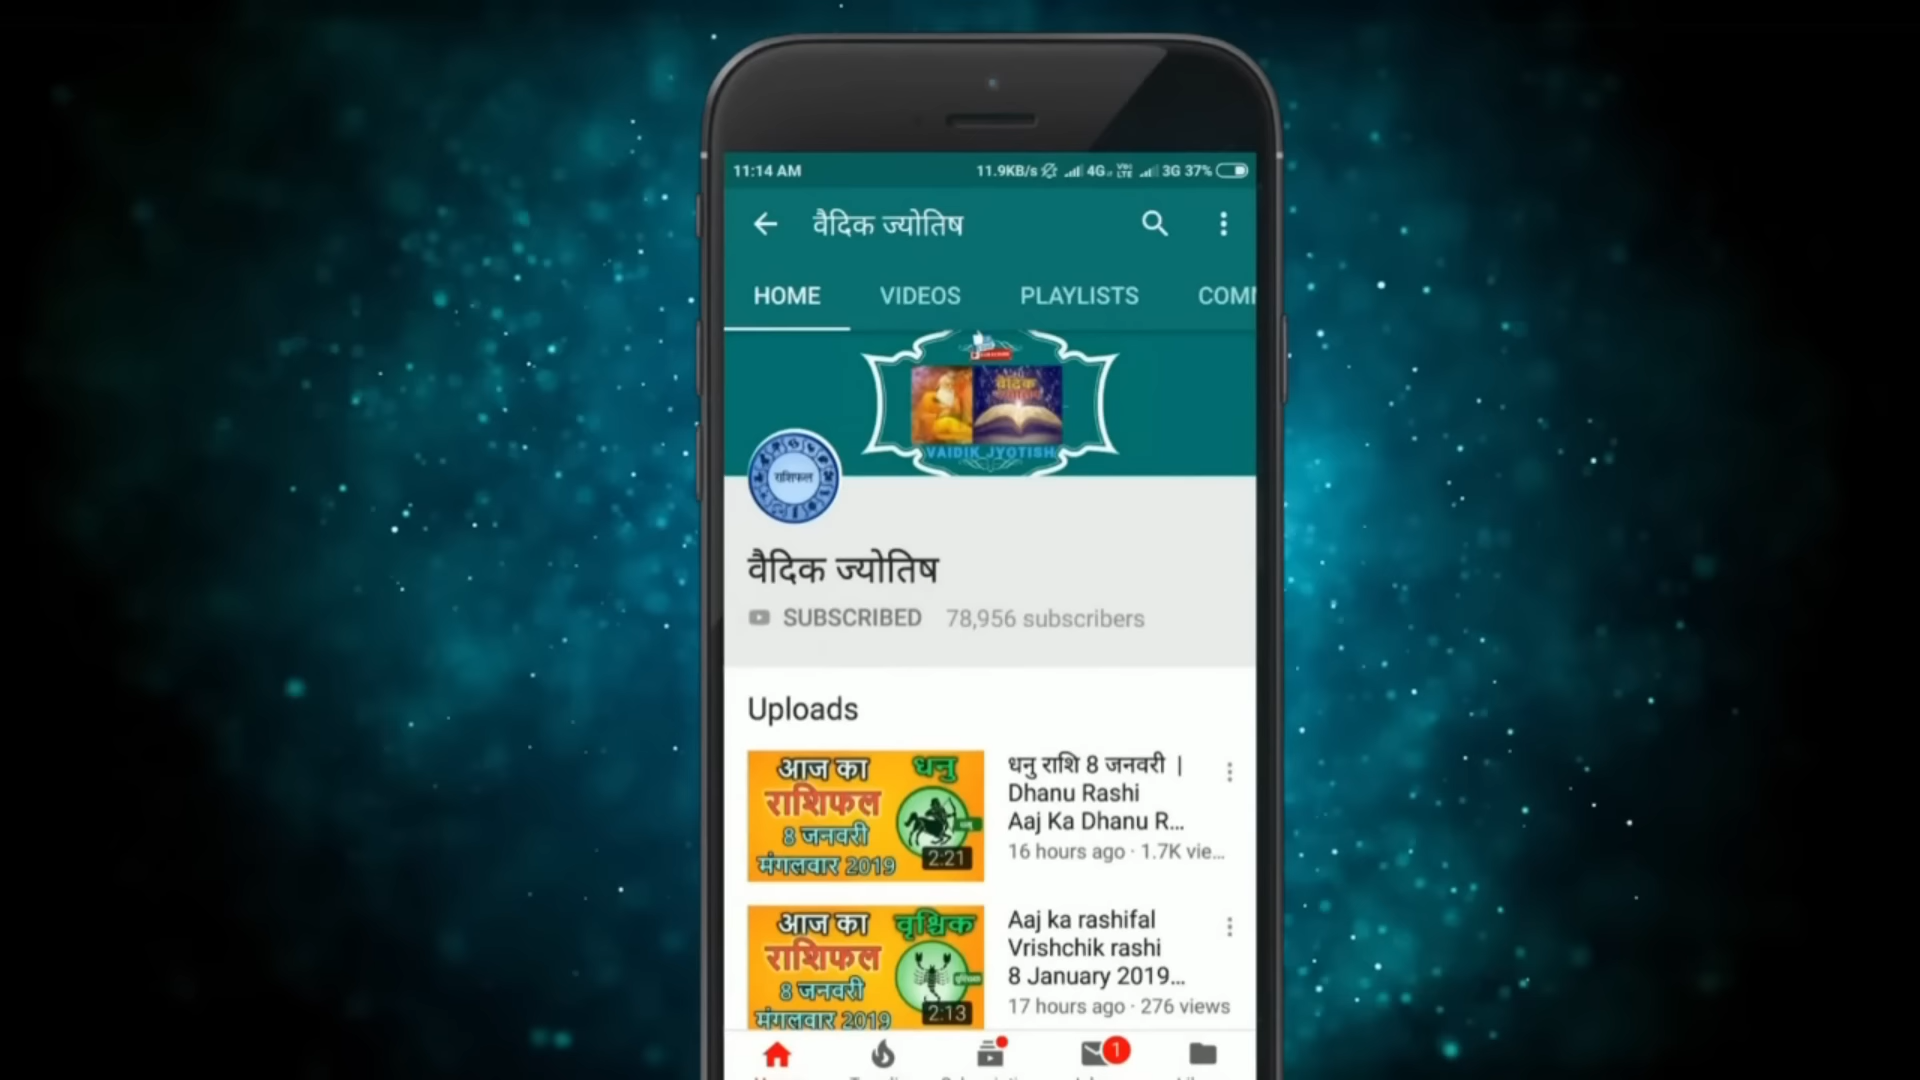 11:14 AM
11.9KB/s 4G VoLTE 3G 37%
वैदिक ज्योतिष
HOME VIDEOS PLAYLISTS COMM
SUBSCRIBE
वैदिक
VAIDIK JYOTISH
राशिफल
वैदिक ज्योतिष
SUBSCRIBED 78,956 subscribers
Uploads
आज का धनु
राशिफल
8 जनवरी
मंगलवार 2019
2:21
धनु राशि 8 जनवरी |
Dhanu Rashi
Aaj Ka Dhanu R...
16 hours ago · 1.7K vie...
आज का वृश्चिक
राशिफल
8 जनवरी
मंगलवार 2019
2:13
Aaj ka rashifal
Vrishchik rashi
8 January 2019...
17 hours ago · 276 views
1